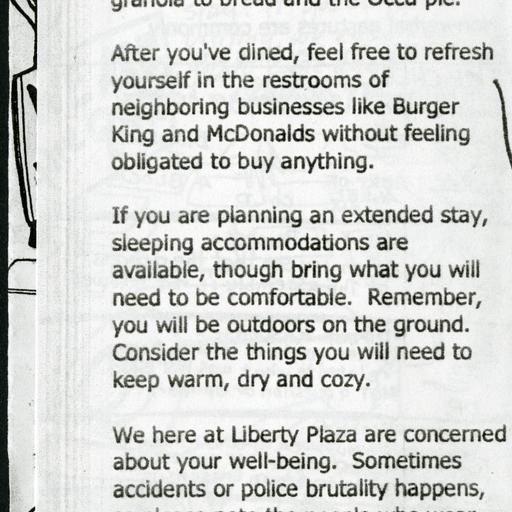 granola to bread and the Occu pie.
After you've dined, feel free to refresh
yourself in the restrooms of
neighboring businesses like Burger
King and McDonalds without feeling
obligated to buy anything.
If you are planning an extended stay,
sleeping accommodations are
available, though bring what you will
need to be comfortable.  Remember,
you will be outdoors on the ground.
Consider the things you will need to
keep warm, dry and cozy.
We here at Liberty Plaza are concerned
about your well-being.  Sometimes
accidents or police brutality happens,